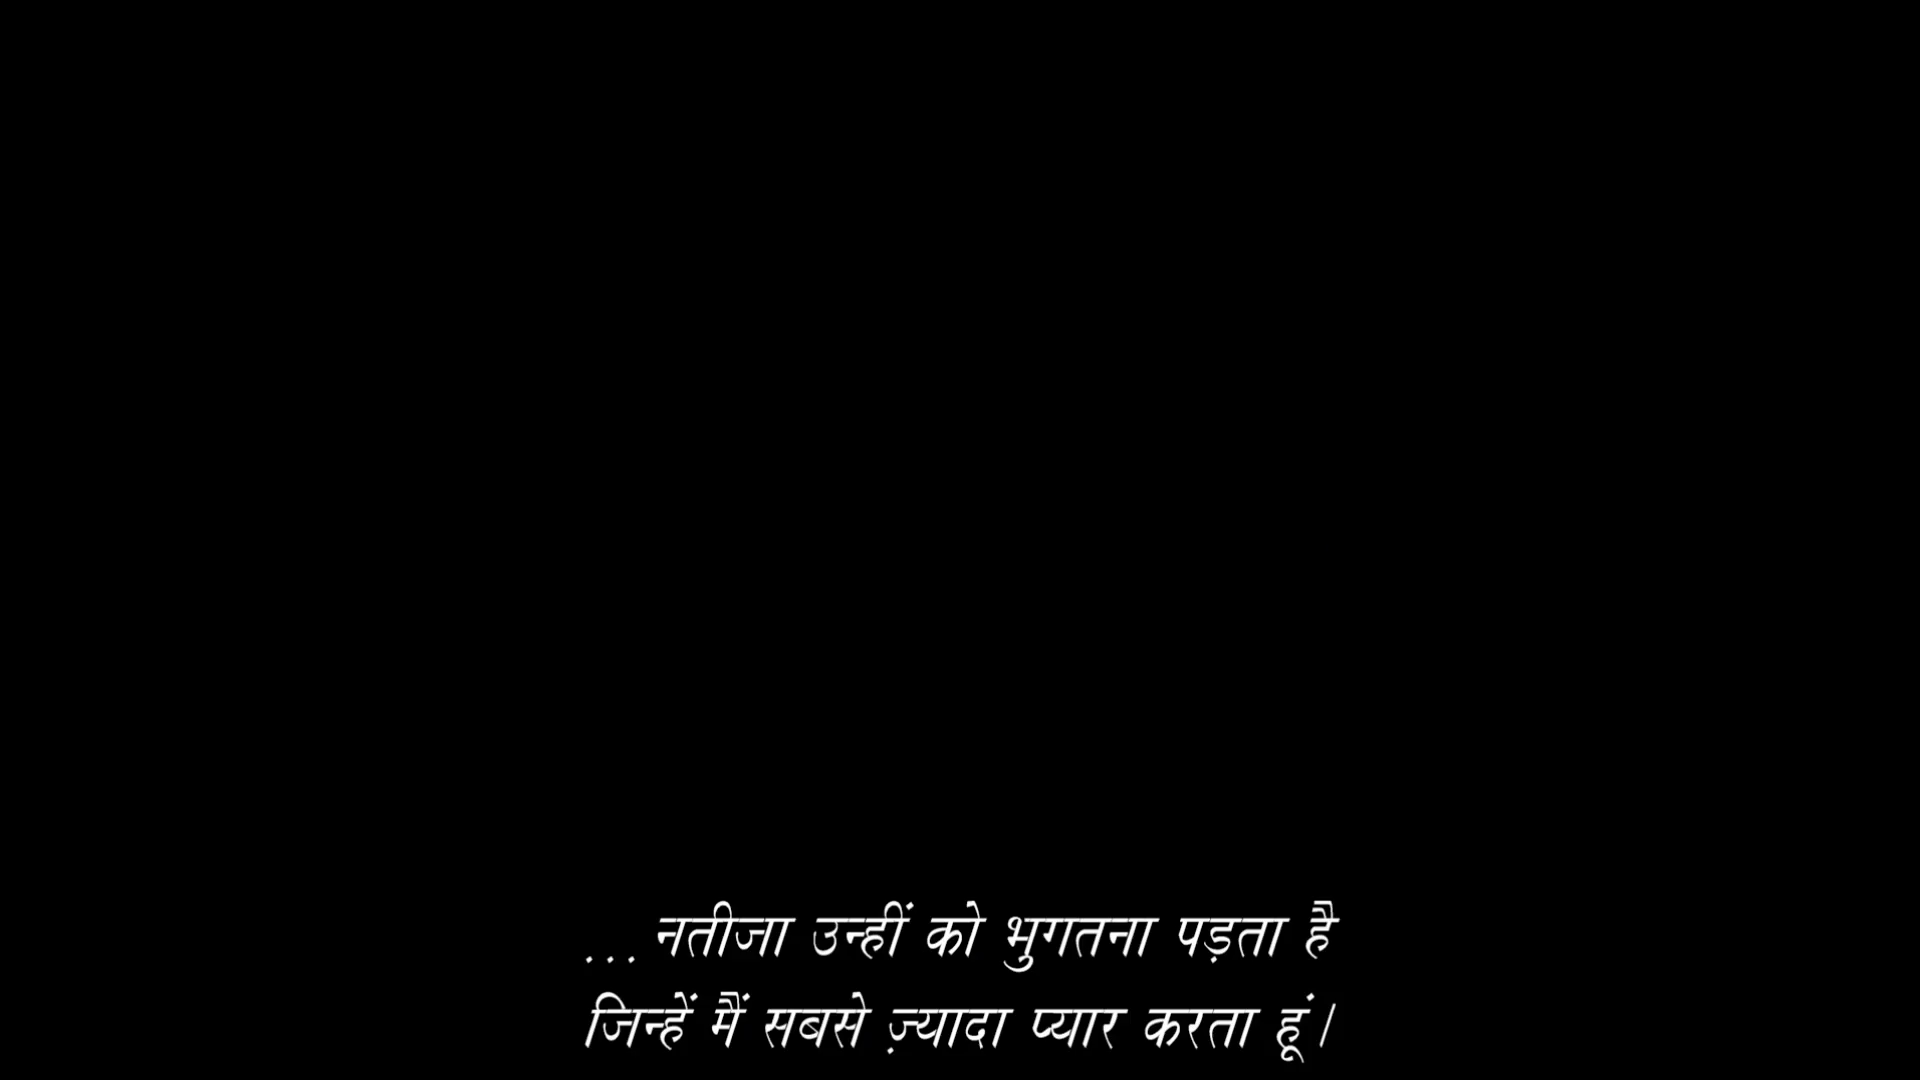 ...नतीजा उन्हीं को भुगतना पड़ता है
जिन्हें मैं सबसे ज़्यादा प्यार करता हूं।